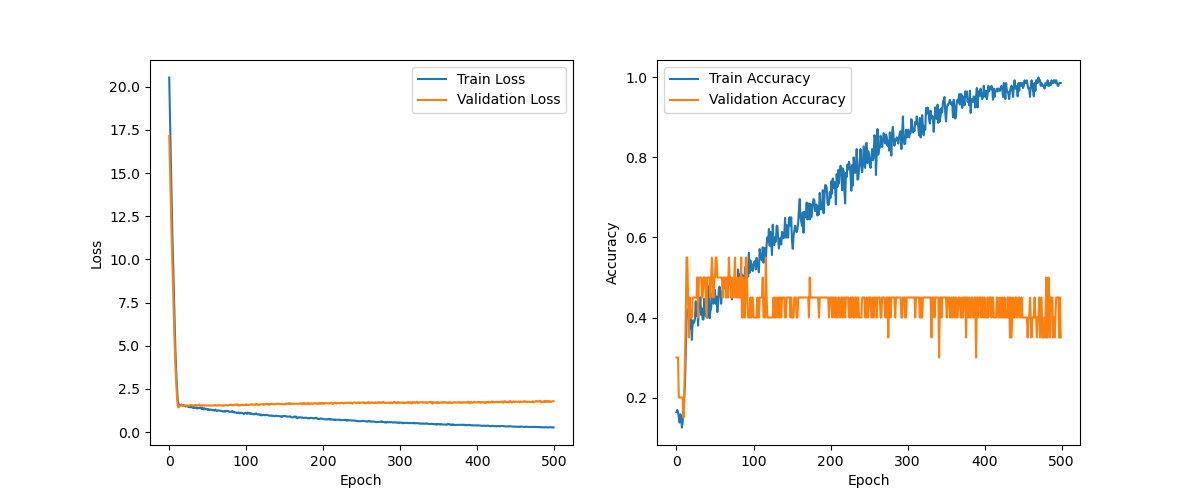 Train Loss
Validation Loss
20.0
17.5
15.0
12.5
10.0
7.5
5.0
2.5
0.0
Loss
0 100 200 300 400 500
Epoch
Train Accuracy
Validation Accuracy
1.0
0.8
0.6
0.4
0.2
Accuracy
0 100 200 300 400 500
Epoch